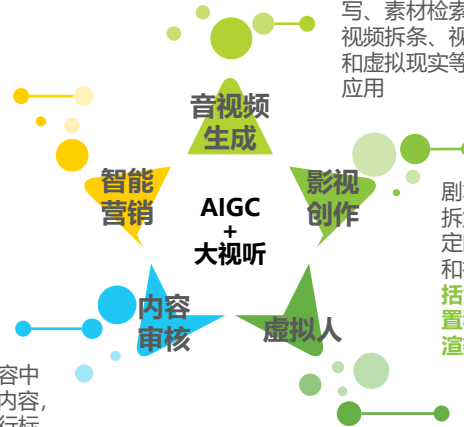 写、素材检索
视频拆条、视
和虚拟现实等
应用
音视频
生成
智能
营销
影视
创作
AIGC
+
大视听
内容
审核
虚拟人
拆
定
和
括
置
渲
容中
内容，
行标